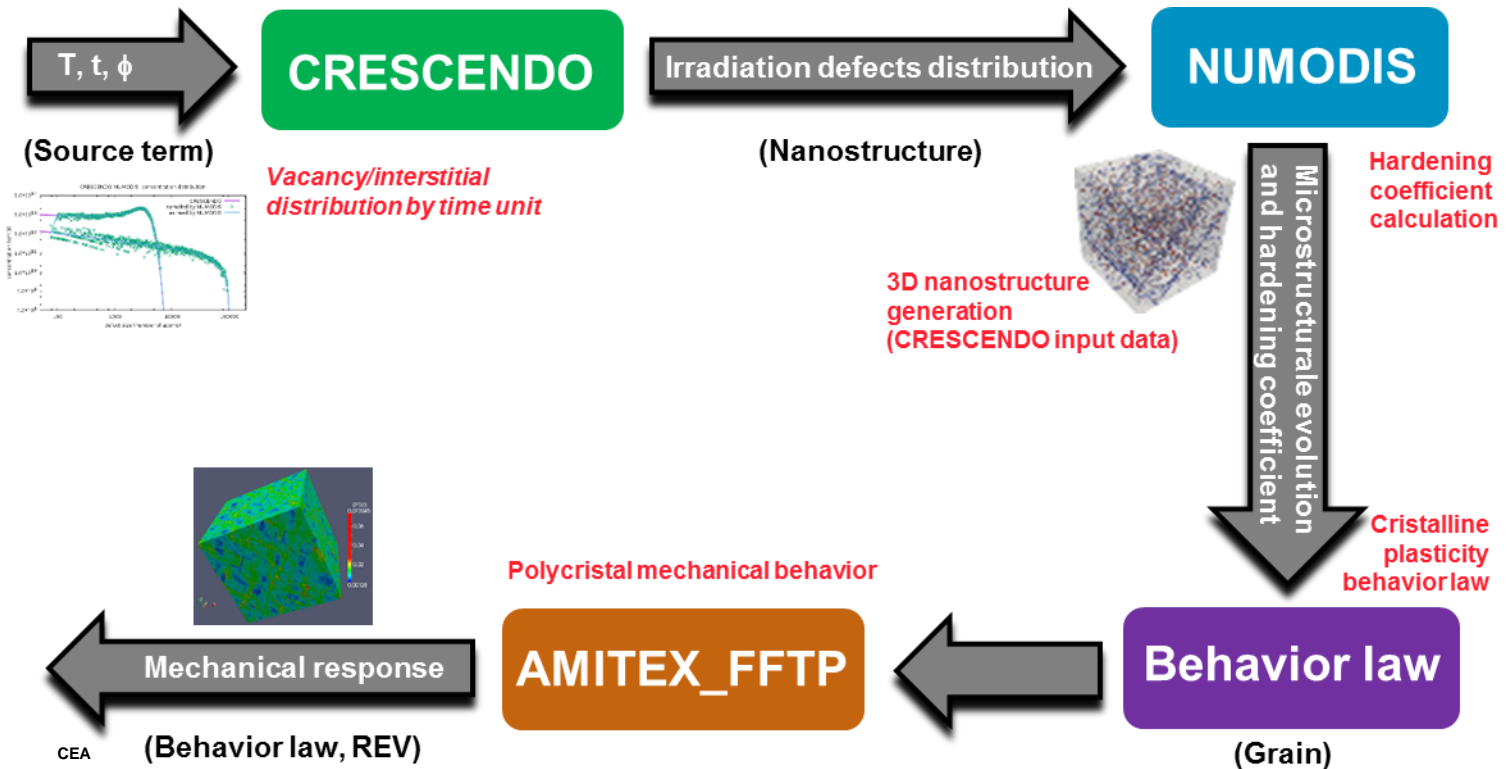 T, t, ϕ
CRESCENDO
Irradiation defects distribution
NUMODIS
(Source term)
(Nanostructure)
Vacancy/interstitial
distribution by time unit
CRESCENDO
Hardening
coefficient
calculation
3D nanostructure
generation
(CRESCENDO input data)
Microstructurale evolution
and hardening coefficient
Cristalline
plasticity
behavior law
Polycristal mechanical behavior
Mechanical response
AMITEX_FFTP
Behavior law
CEA
(Behavior law, REV)
(Grain)